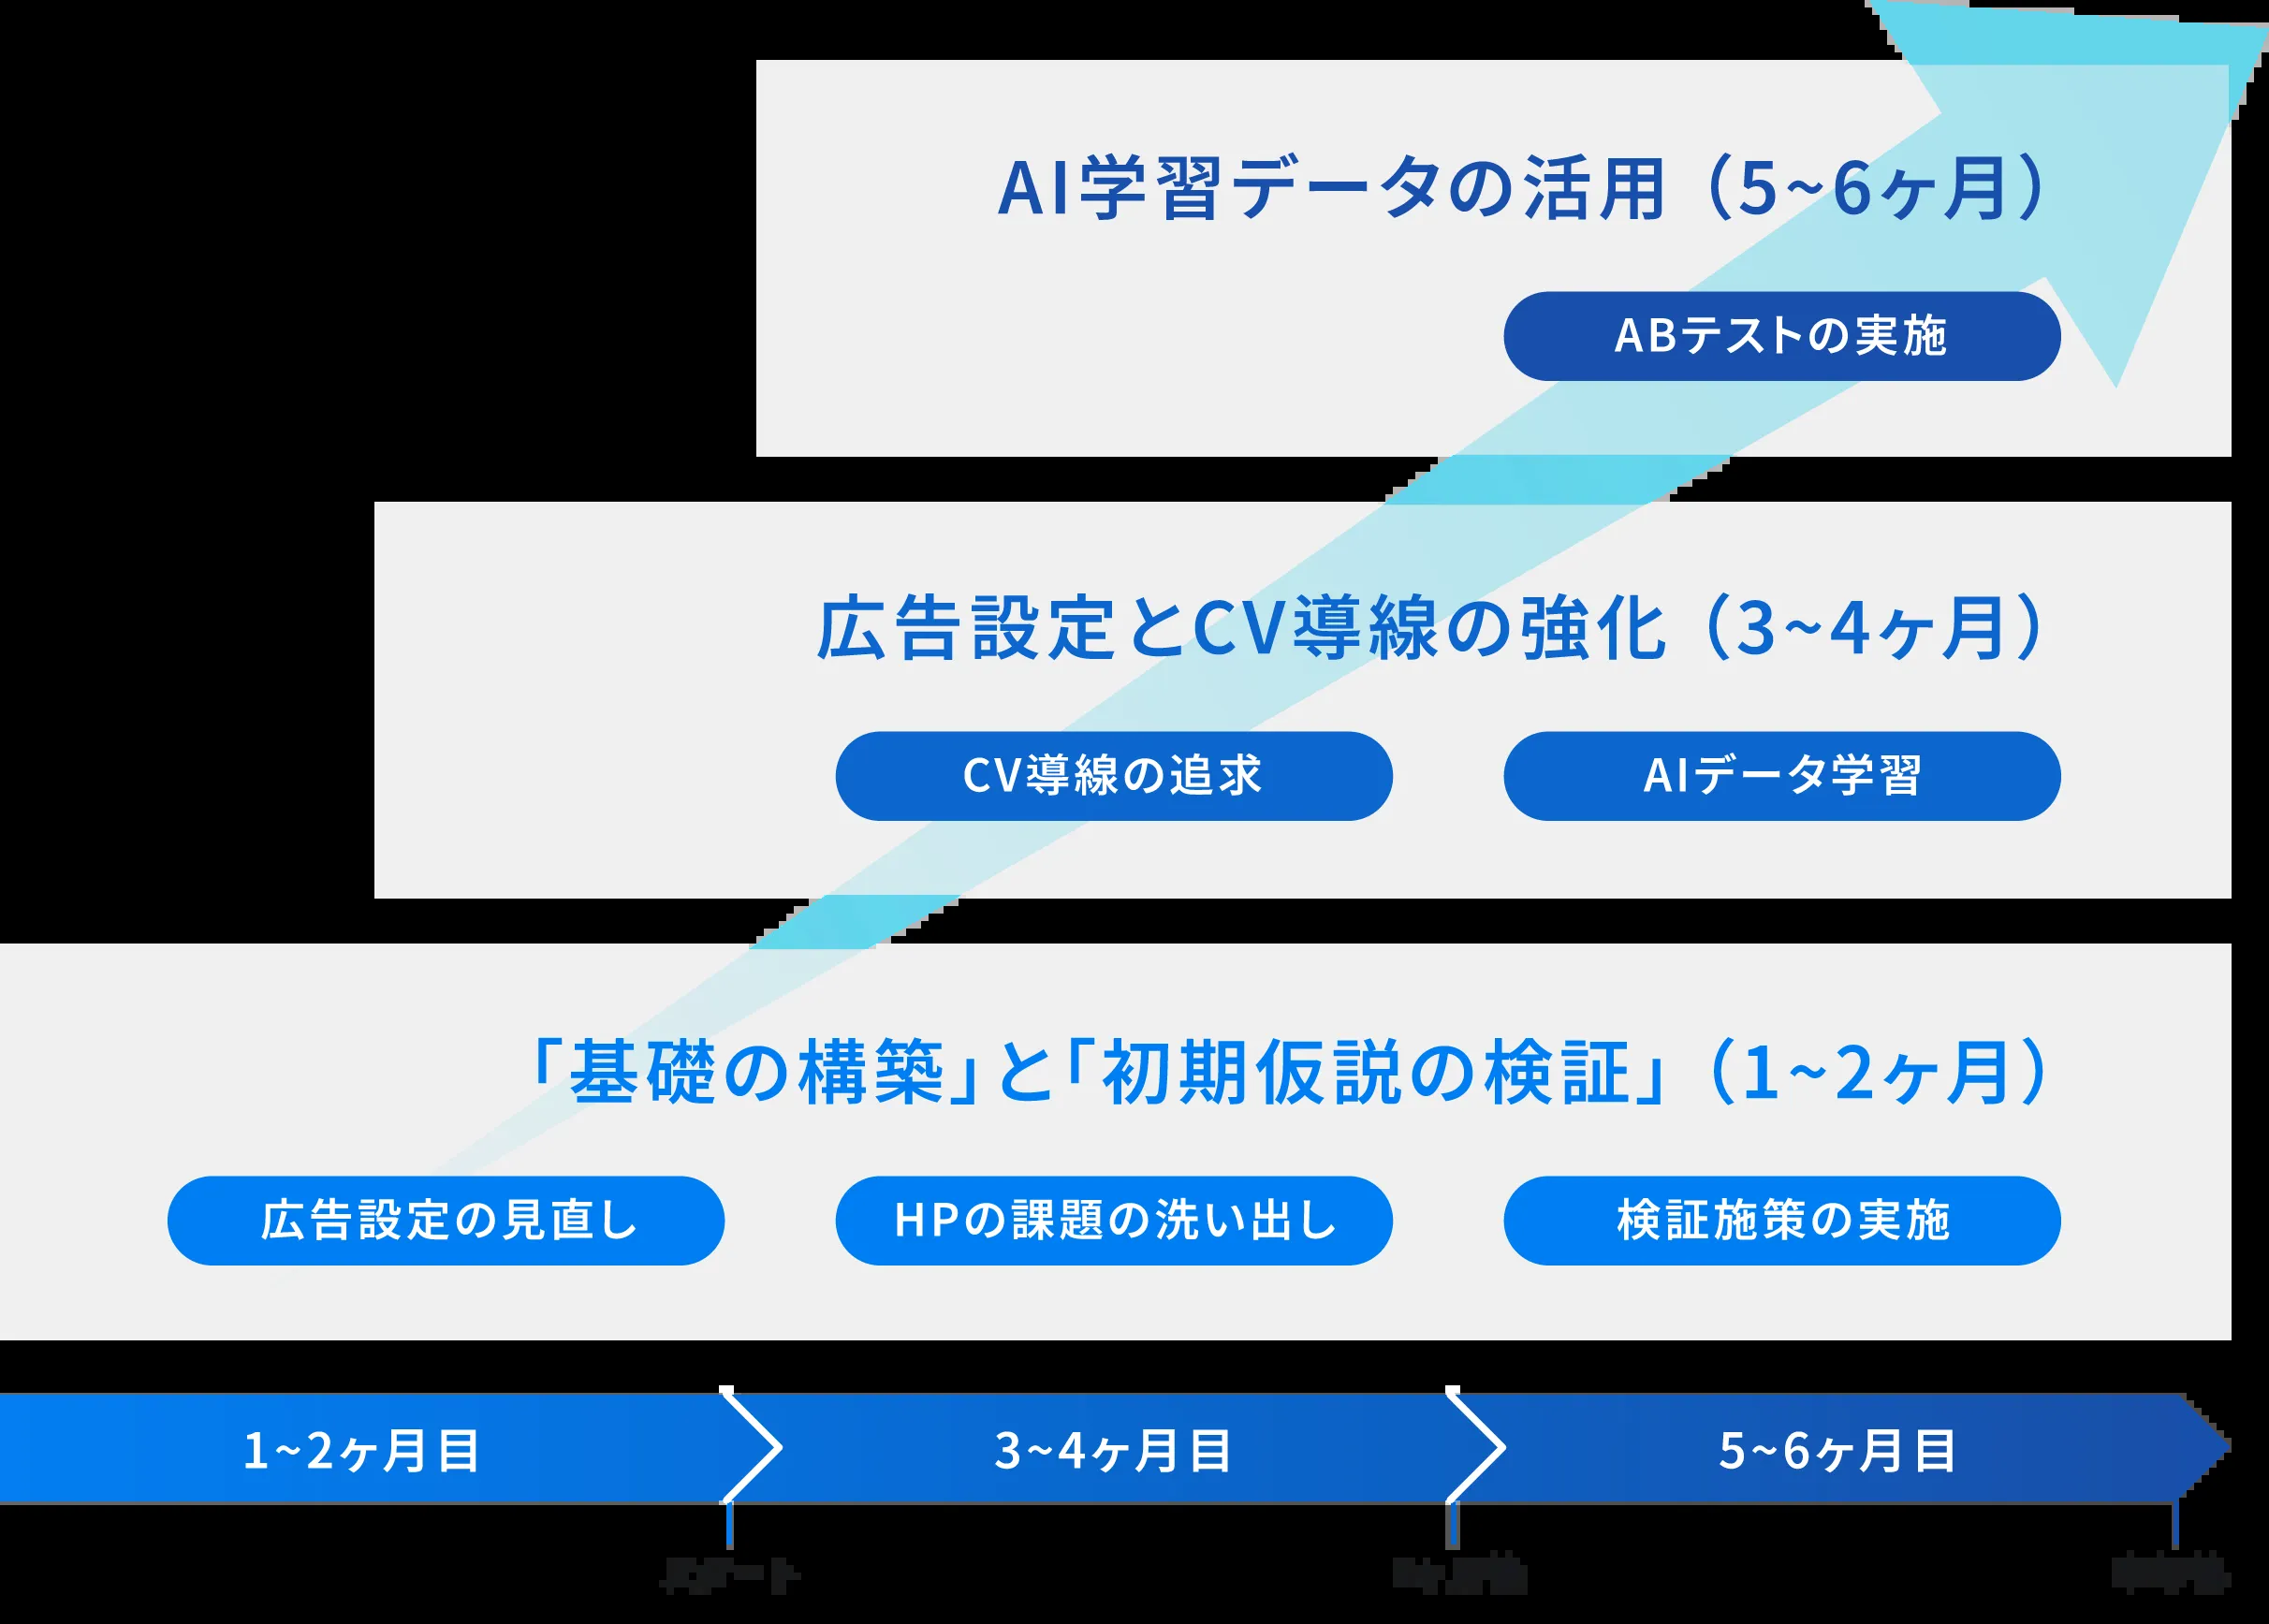 AI学習データの活用（5~6ヶ月）
ABテストの実施
広告設定とCV導線の強化（3~4ヶ月）
CV導線の追求
AIデータ学習
「基礎の構築」と「初期仮説の検証」（1~2ヶ月）
広告設定の見直し
HPの課題の洗い出し
検証施策の実施
1~2ヶ月目
3~4ヶ月目
5~6ヶ月目